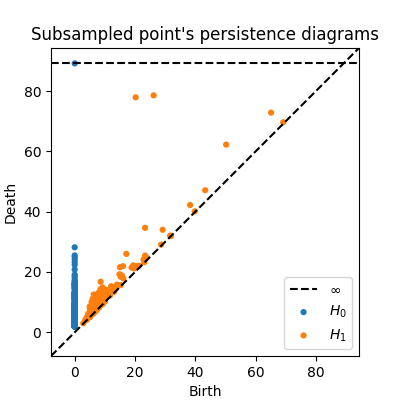 Subsampled point's persistence diagrams
Death
80
60
40
20
0
0 20 40 60 80
Birth
∞
H₀
H₁